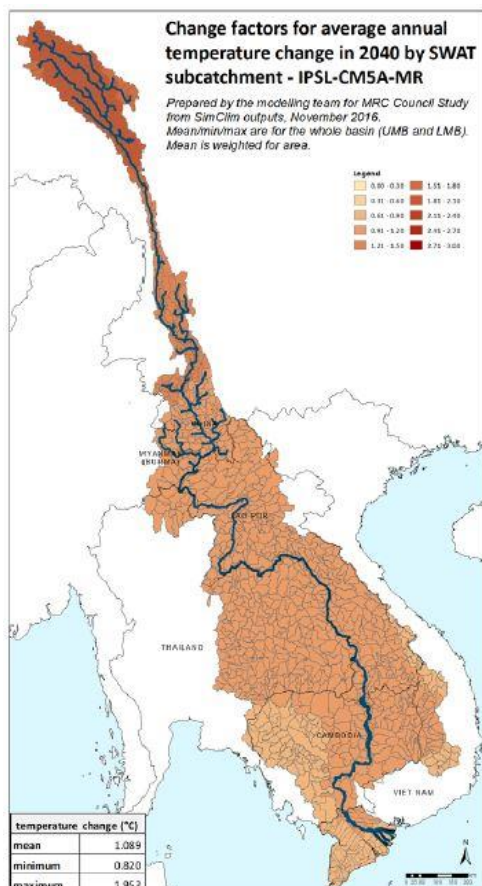 Change factors for average annual
temperature change in 2040 by SWAT
subcatchment - IPSL-CM5A-MR
Prepared by the modelling team for MRC Council Study
from SimClim outputs, November 2016.
Mean/min/max are for the whole basin (UMB and LMB).
Mean is weighted for area.
Legend
0.00 - 0.30
0.31 - 0.60
0.61 - 0.90
0.91 - 1.20
1.21 - 1.50
1.51 - 1.80
1.81 - 2.10
2.11 - 2.40
2.41 - 2.70
2.71 - 3.00
MYANMAR
(BURMA)
LAO PDR
THAILAND
CAMBODIA
VIET NAM
temperature change (°C)
mean 1.089
minimum 0.820
maximum 1.952
N